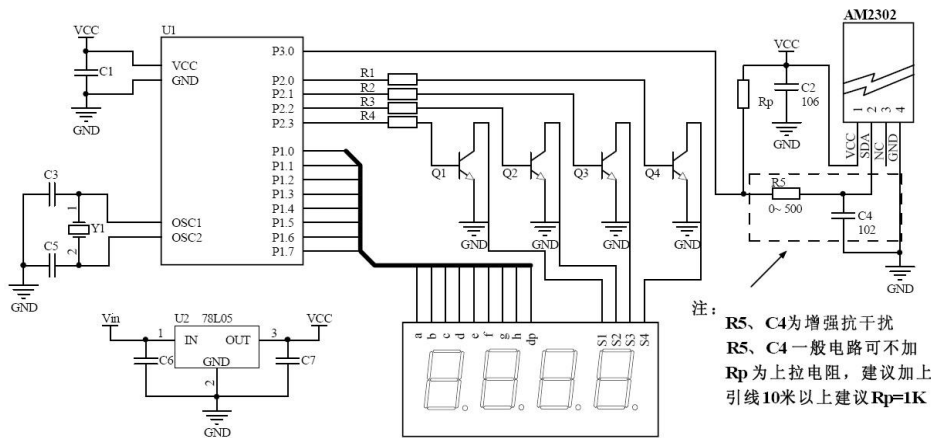 AM2302
VCC
U1
VCC
GND
C1
GND
P3.0
P2.0
P2.1
P2.2
P2.3
R1
R2
R3
R4
P1.0
P1.1
P1.2
P1.3
P1.4
P1.5
P1.6
P1.7
OSC1
OSC2
C3
1
Y1
2
C5
GND
Q1
Q2
Q3
Q4
GND
GND
GND
GND
VCC
Rp
C2
106
GND
1
2
3
4
VCC
SDA
NC
GND
R5
0~ 500
C4
102
GND
Vin
U2 78L05
VCC
1
IN OUT
3
GND
2
C6
C7
GND
a
b
c
d
e
f
g
h
dp
S1
S2
S3
S4
注：
R5、C4为增强抗干扰
R5、C4 一般电路可不加
Rp 为上拉电阻，建议加上
引线10米以上建议Rp=1K